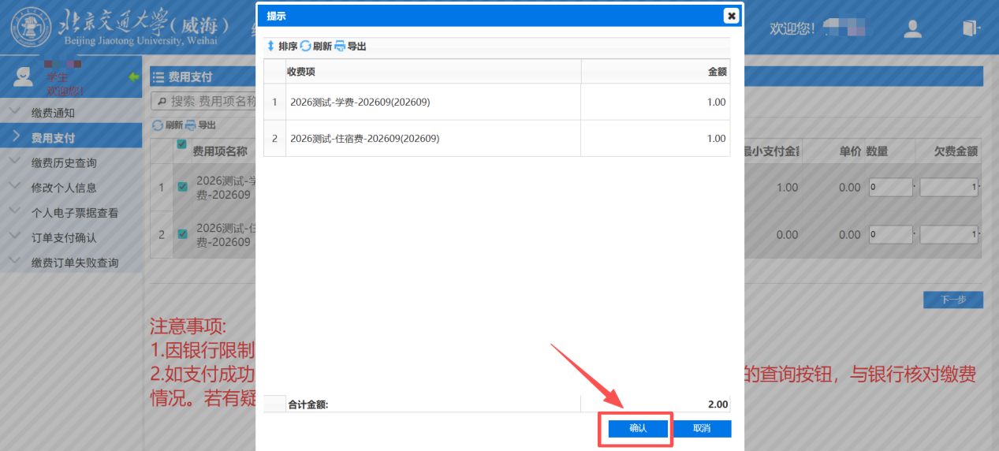 北京交通大学(威海)
Beijing Jiaotong University, Weihai
欢迎您!
学生
欢迎您!
缴费通知
费用支付
缴费历史查询
修改个人信息
个人电子票据查看
订单支付确认
缴费订单失败查询
费用支付
搜索 费用项名称
刷新 导出
费用项名称
最小支付金额 单价 数量 欠费金额
1 2026测试-学
费-202609
1.00 0.00 0 1
2 2026测试-住
费-202609
0.00 0.00 0 1
下一步
注意事项:
1.因银行限制
2.如支付成功
的查询按钮，与银行核对缴费
情况。若有疑
提示
排序 刷新 导出
收费项 金额
1 2026测试-学费-202609(202609) 1.00
2 2026测试-住宿费-202609(202609) 1.00
合计金额: 2.00
确认 取消